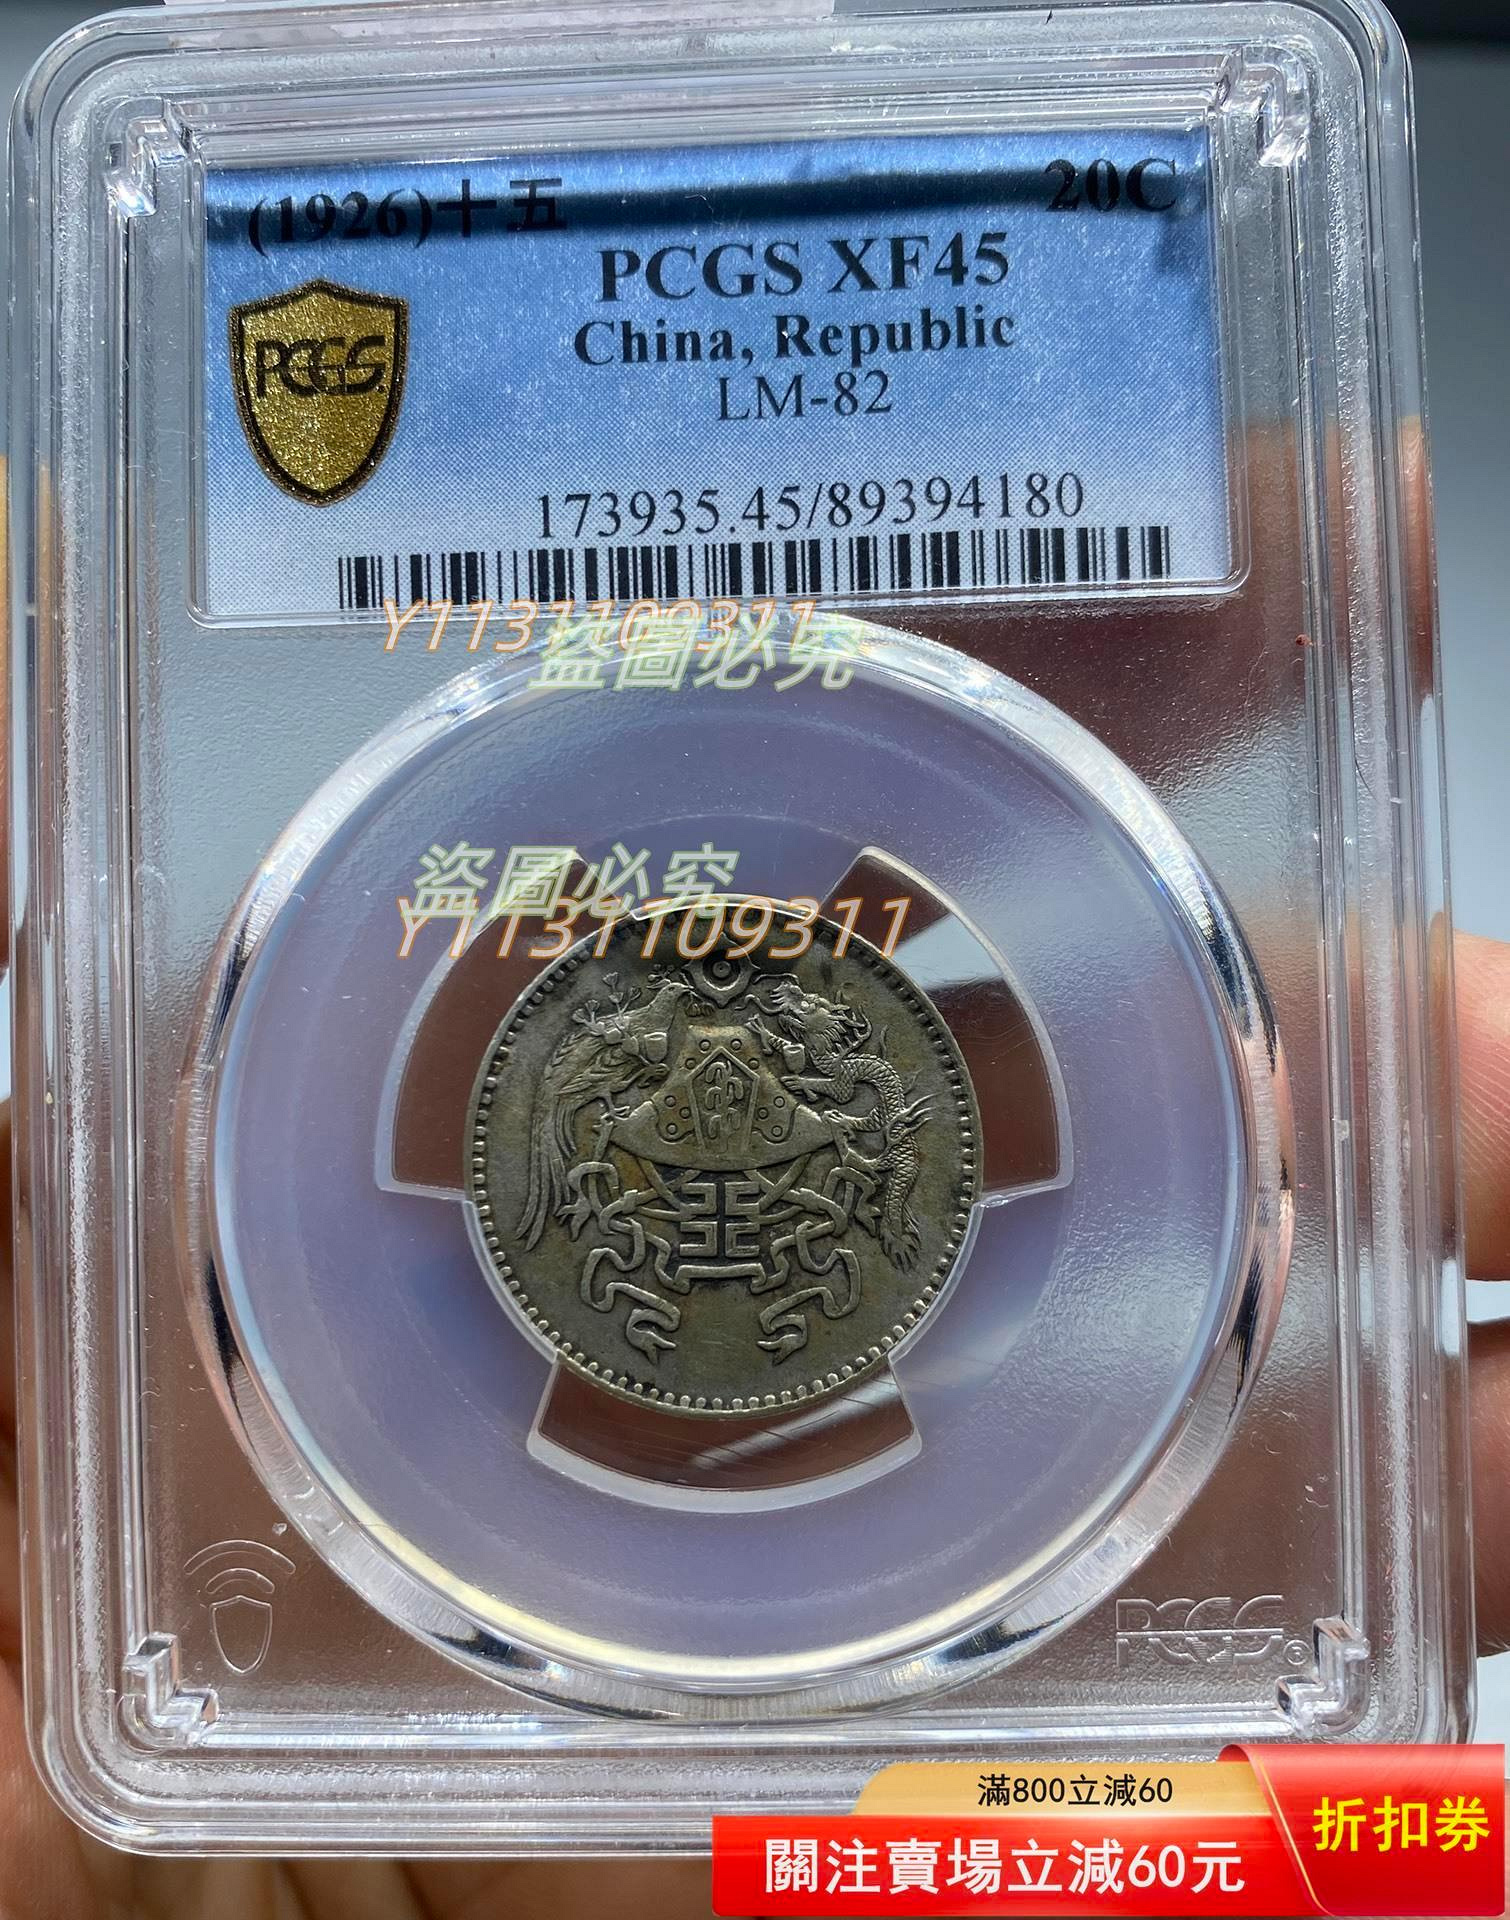 (1926)十五 20C
PCGS XF45
PCGS
China, Republic
LM-82
173935.45/89394180
Y1131109311
盜圖必究
盜圖必究
Y1131109311
PCGS®
滿800立減60
關注賣場立減60元
折扣券